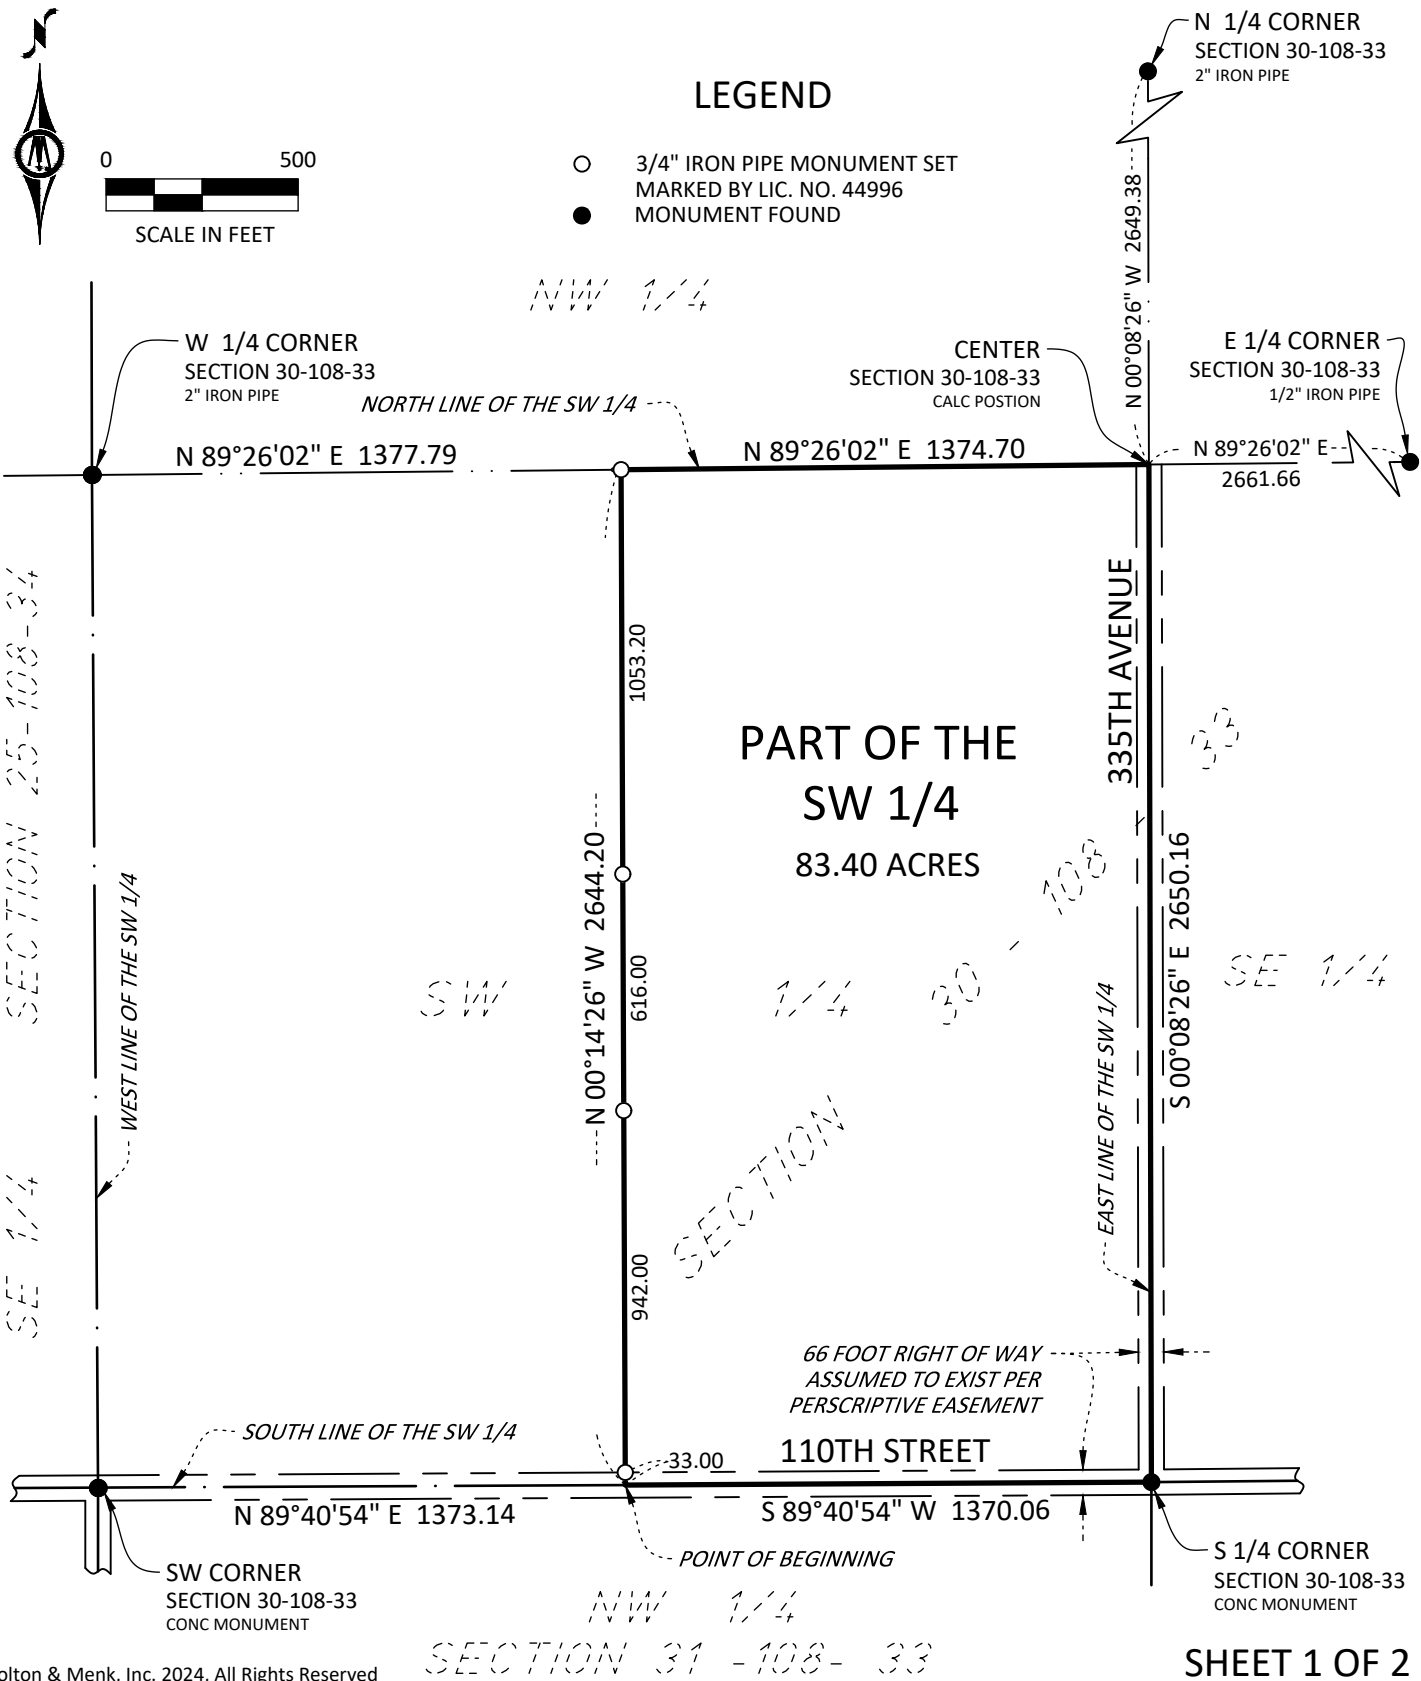 N
N 1/4 CORNER
SECTION 30-108-33
2" IRON PIPE
LEGEND
0 500
SCALE IN FEET
3/4" IRON PIPE MONUMENT SET
MARKED BY LIC. NO. 44996
MONUMENT FOUND
N 00°08'26" W 2649.38
NW 1/4
W 1/4 CORNER
SECTION 30-108-33
2" IRON PIPE
CENTER
SECTION 30-108-33
CALC POSTION
E 1/4 CORNER
SECTION 30-108-33
1/2" IRON PIPE
NORTH LINE OF THE SW 1/4
N 89°26'02" E 1377.79
N 89°26'02" E 1374.70
N 89°26'02" E
2661.66
SECTION 25-108-34
SE 1/4
WEST LINE OF THE SW 1/4
1053.20
335TH AVENUE
PART OF THE
SW 1/4
83.40 ACRES
N 00°14'26" W 2644.20
616.00
942.00
S 00°08'26" E 2650.16
EAST LINE OF THE SW 1/4
SW 1/4
SE 1/4
SECTION 30 - 108 - 33
66 FOOT RIGHT OF WAY
ASSUMED TO EXIST PER
PERSCRIPTIVE EASEMENT
SOUTH LINE OF THE SW 1/4
33.00
110TH STREET
N 89°40'54" E 1373.14
S 89°40'54" W 1370.06
POINT OF BEGINNING
SW CORNER
SECTION 30-108-33
CONC MONUMENT
S 1/4 CORNER
SECTION 30-108-33
CONC MONUMENT
NW 1/4
SECTION 31 -108- 33
olton & Menk, Inc. 2024, All Rights Reserved
SHEET 1 OF 2